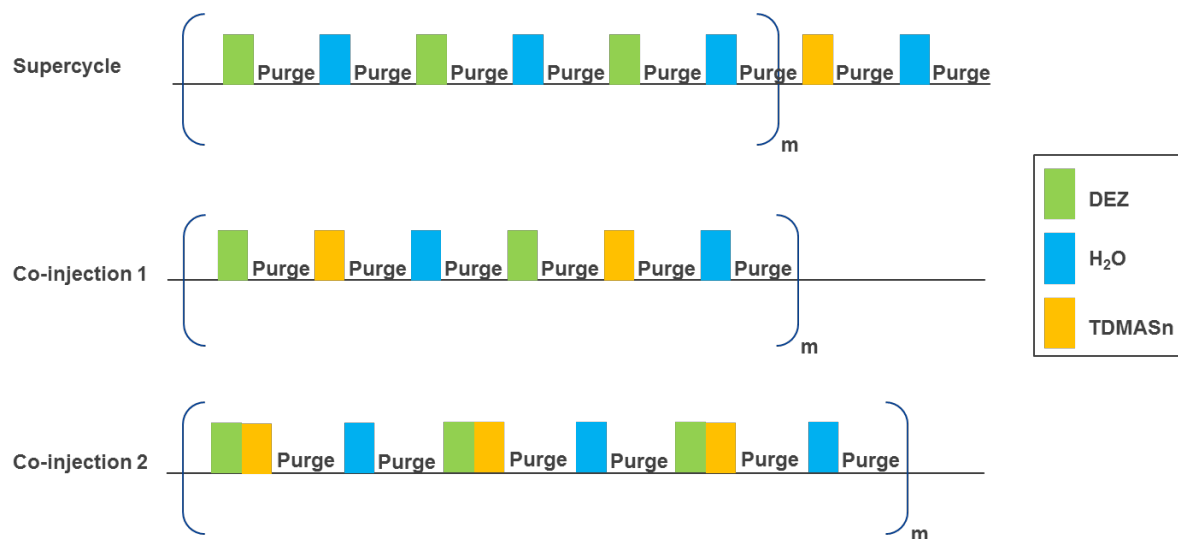 Supercycle
Purge Purge Purge Purge Purge Purge Purge Purge
m
Co-injection 1
Purge Purge Purge Purge Purge Purge
m
Co-injection 2
Purge Purge Purge Purge Purge Purge
m
DEZ
H₂O
TDMASn